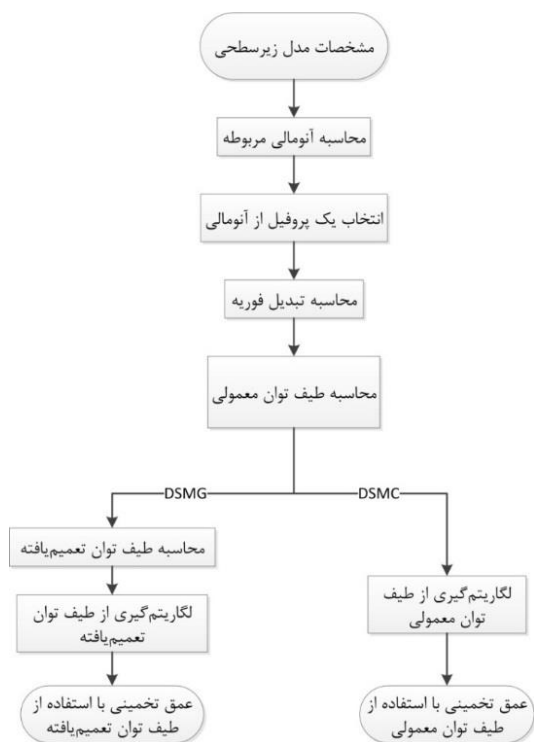 مشخصات مدل زیرسطحی
محاسبه آنومالی مربوطه
انتخاب یک پروفیل از آنومالی
محاسبه تبدیل فوریه
محاسبه طیف توان معمولی
DSMG
DSMC
محاسبه طیف توان تعمیم‌یافته
لگاریتم‌گیری از طیف توان
تعمیم‌یافته
عمق تخمینی با استفاده از
طیف توان تعمیم‌یافته
لگاریتم‌گیری از طیف
توان معمولی
عمق تخمینی با استفاده از
طیف توان معمولی